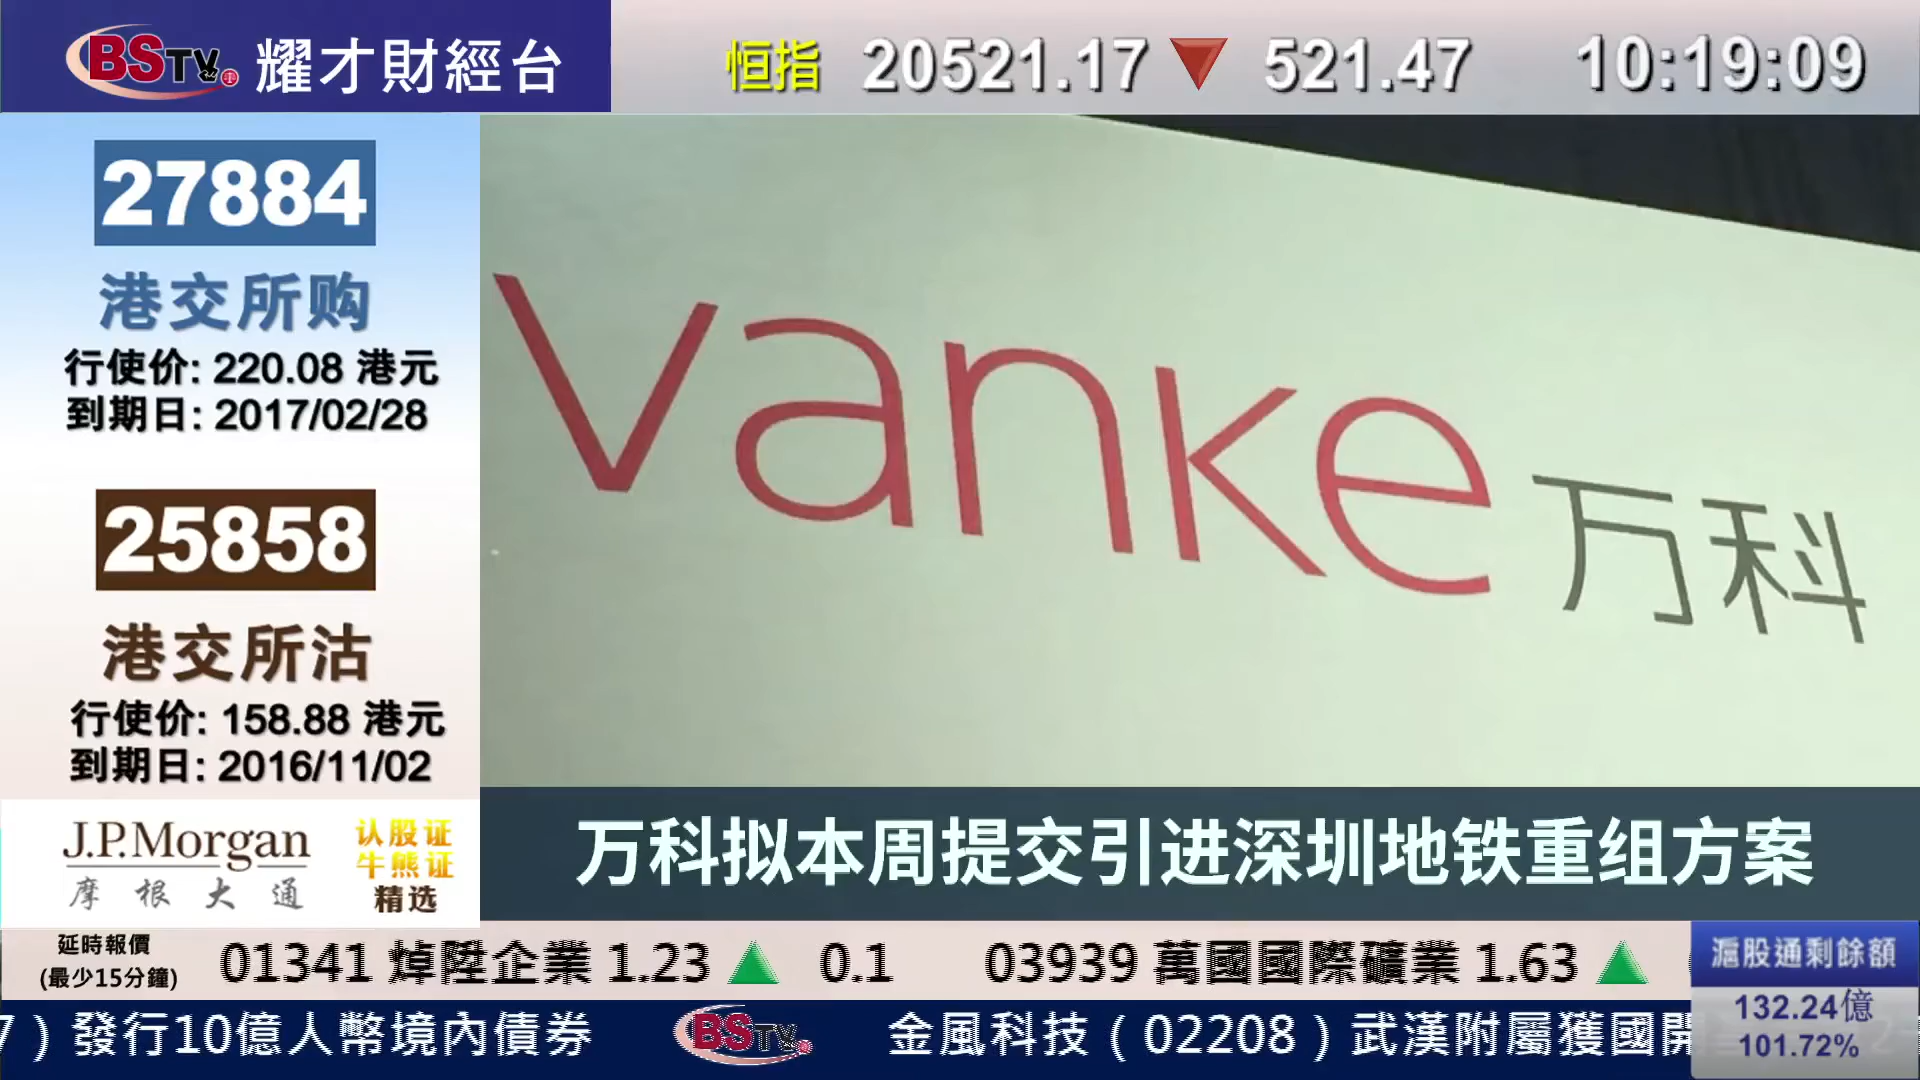 BSTV 耀才財經台
恒指 20521.17 ▼ 521.47 10:19:09
27884
港交所购
行使价: 220.08 港元
到期日: 2017/02/28
25858
港交所沽
行使价: 158.88 港元
到期日: 2016/11/02
J.P.Morgan
摩根大通
认股证
牛熊证
精选
vanke 万科
万科拟本周提交引进深圳地铁重组方案
延時報價
(最少15分鐘)
01341 焯陞企業 1.23 ▲ 0.1 03939 萬國國際礦業 1.63 ▲
滬股通剩餘額
132.24億
101.72%
7）發行10億人幣境內債券 BSTV 金風科技（02208）武漢附屬獲國開